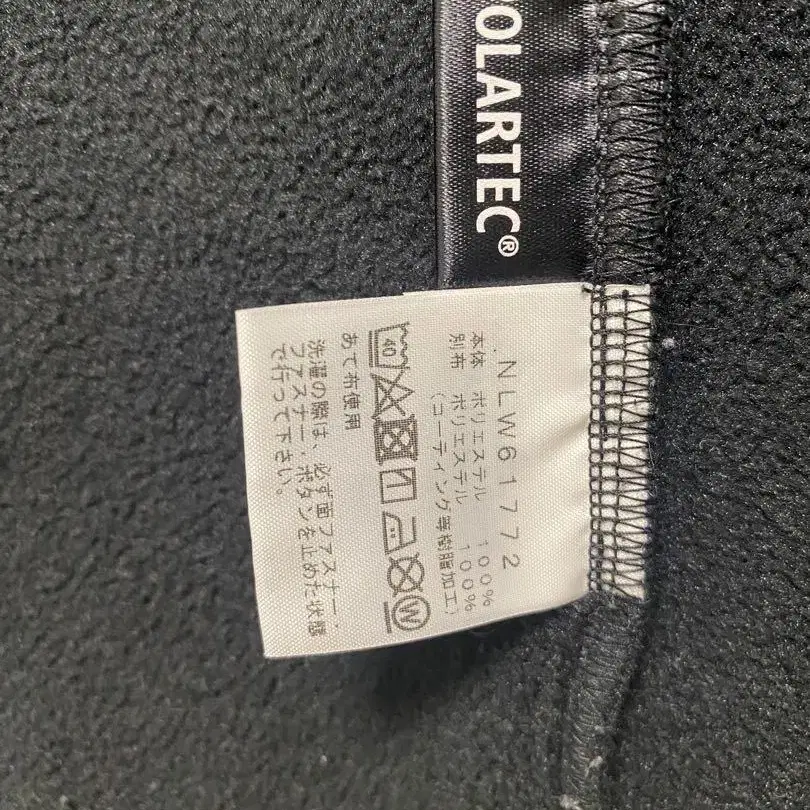 OLARTEC®
NLW61772
本体 ポリエステル 100%
別布 ポリエステル 100%
(コーティング等樹脂加工)
40
W
あて布使用
洗濯の際は、必ず面ファスナー・
ファスナー・ボタンを止めた状態
で行って下さい。